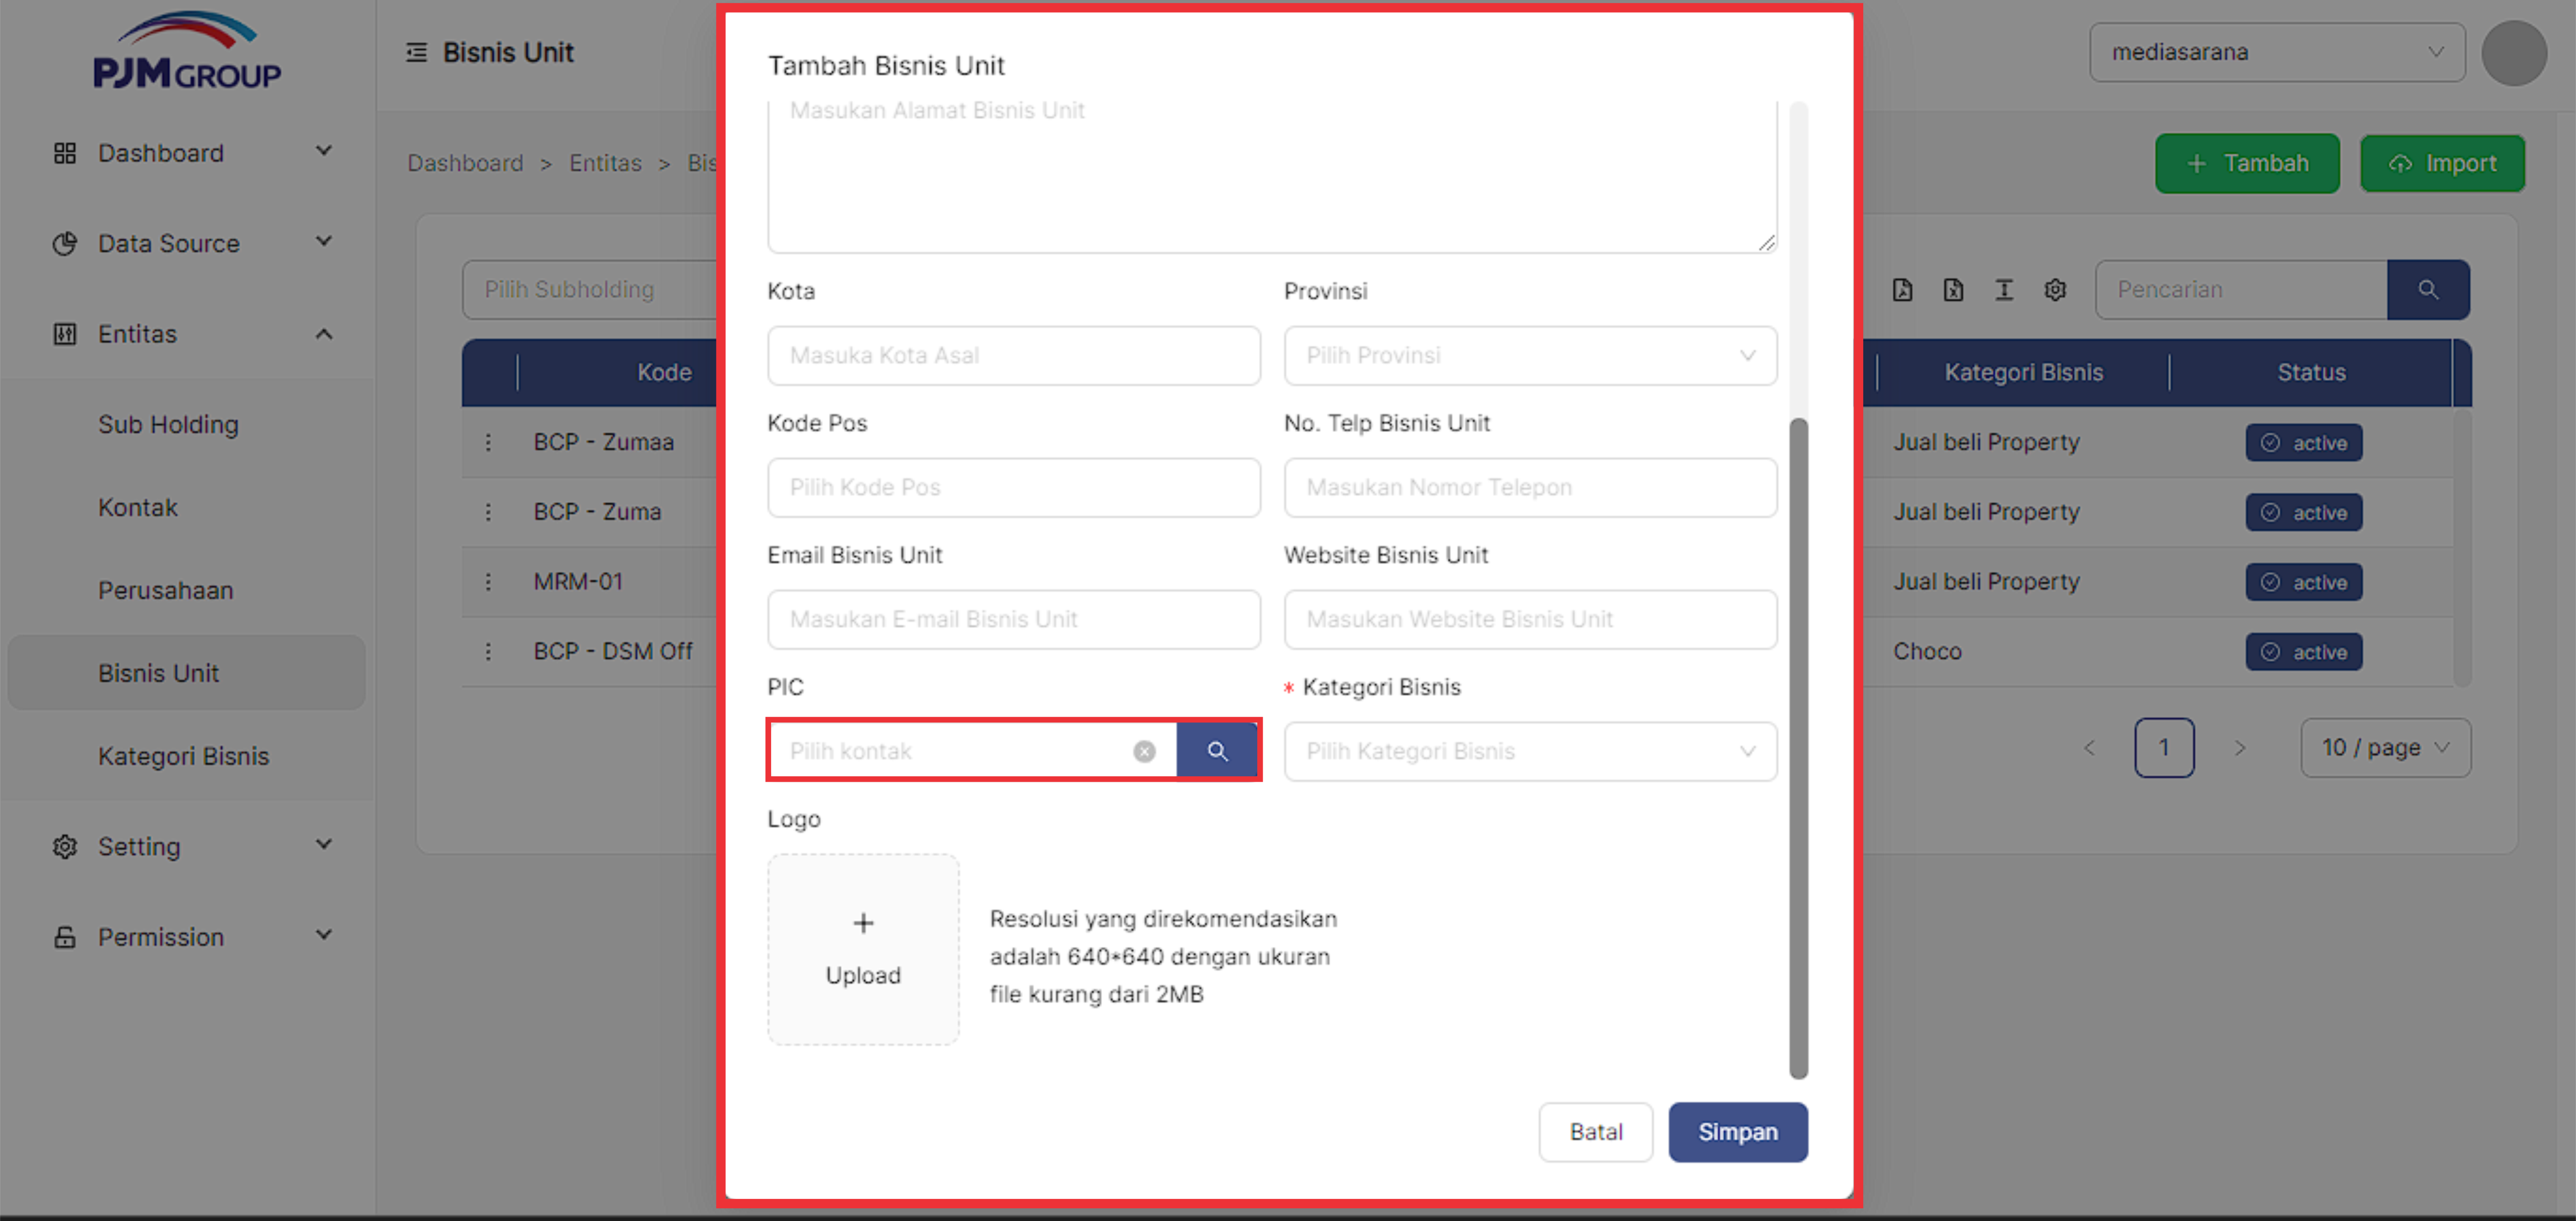 PJM GROUP
Dashboard
Data Source
Entitas
Sub Holding
Kontak
Perusahaan
Bisnis Unit
Kategori Bisnis
Setting
Permission
Bisnis Unit
mediasarana
Dashboard > Entitas > Bis
+ Tambah
Import
Pilih Subholding
Pencarian
Kode
Kategori Bisnis
Status
BCP - Zumaa
Jual beli Property
active
BCP - Zuma
Jual beli Property
active
MRM-01
Jual beli Property
active
BCP - DSM Off
Choco
active
< 1 >
10 / page
Tambah Bisnis Unit
Masukan Alamat Bisnis Unit
Kota
Provinsi
Masuka Kota Asal
Pilih Provinsi
Kode Pos
No. Telp Bisnis Unit
Pilih Kode Pos
Masukan Nomor Telepon
Email Bisnis Unit
Website Bisnis Unit
Masukan E-mail Bisnis Unit
Masukan Website Bisnis Unit
PIC
* Kategori Bisnis
Pilih kontak
Pilih Kategori Bisnis
Logo
+
Upload
Resolusi yang direkomendasikan
adalah 640*640 dengan ukuran
file kurang dari 2MB
Batal
Simpan